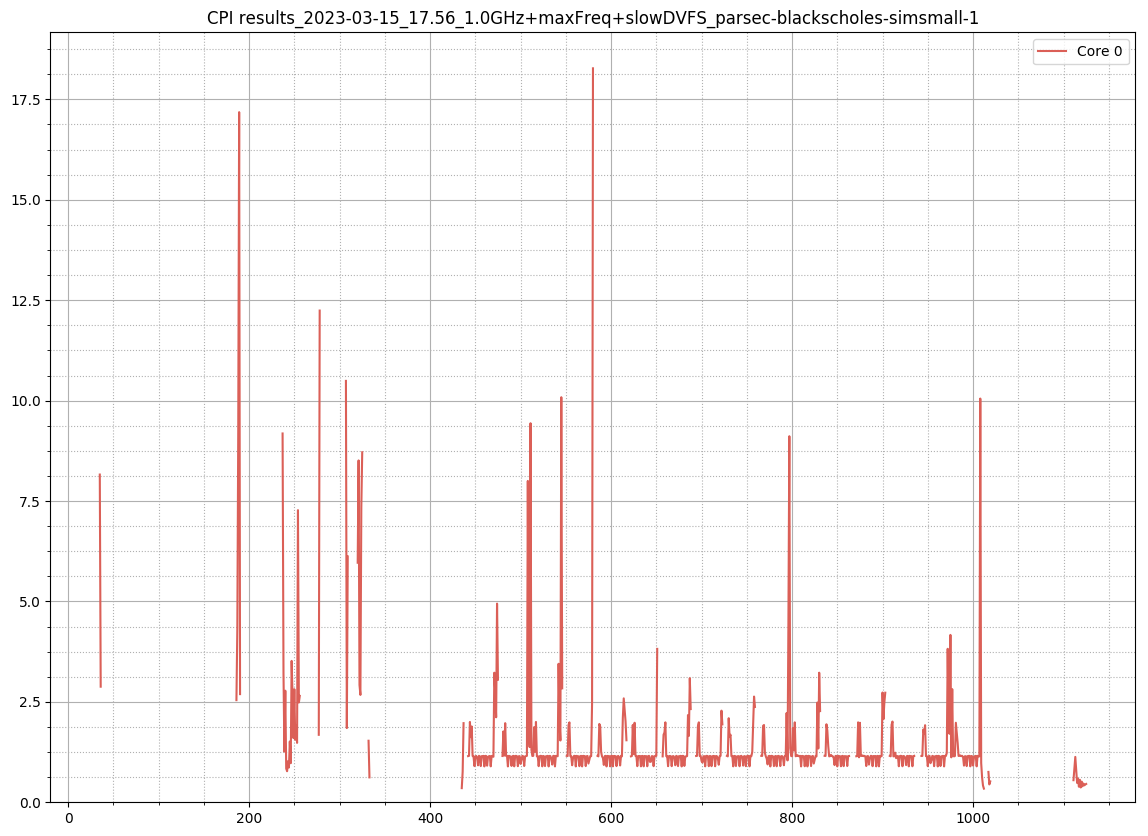 CPI results_2023-03-15_17.56_1.0GHz+maxFreq+slowDVFS_parsec-blackscholes-simsmall-1
Core 0
17.5
15.0
12.5
10.0
7.5
5.0
2.5
0.0
0 200 400 600 800 1000